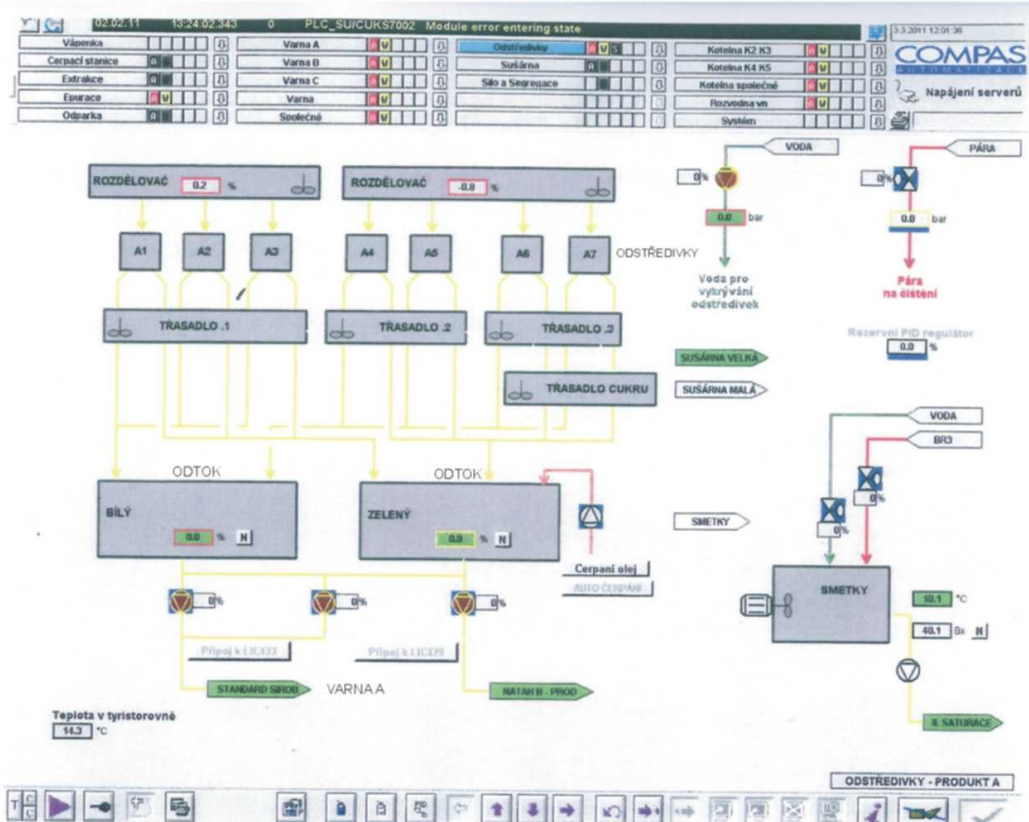 02.02.11 13:24:02.343 0 PLC_SU/CUKS7002 Module error entering state
3.3.2011 12:01:36
COMPAS
AUTOMATIZACE
Napájení serverů
Vápenka Varna A Odstředivky A W S Kotelna K2 K3 A W
Čerpací stanice Varna B A W Sušárna A W Kotelna K4 K5 A W
Extrakce Varna C A W Silo a Segregace Kotelna společné A W
Epurace A W Varna A W Rozvodna vn A W
Odparka Společné A W Systém
ROZDĚLOVAČ 0.2 %
ROZDĚLOVAČ -0.8 %
VODA
PÁRA
0%
0%
0.0 bar
0.0 bar
A1 A2 A3 A4 A5 A6 A7 ODSTŘEDIVKY
Voda pro
vykrývání
odstředivek
Pára
na čištění
TŘASADLO .1
TŘASADLO .2
TŘASADLO .3
Rezervní PID regulátor
0.0 %
SUŠÁRNA VELKÁ
TŘASADLO CUKRU
SUŠÁRNA MALÁ
VODA
BR3
ODTOK
ODTOK
0%
0%
BÍLÝ
0.0 % N
ZELENÝ
0.0 % N
SMETKY
Cerpani olej
AUTO ČERPÁNÍ
SMETKY
10.1 °C
40.1 Bx N
0%
0%
0%
Připoj k LIC433
Připoj k LIC429
STANDARD SIROB
VARNA A
NATAH B - PROD
II. SATURACE
Teplota v tyristorovně
14.3 °C
ODSTŘEDIVKY - PRODUKT A